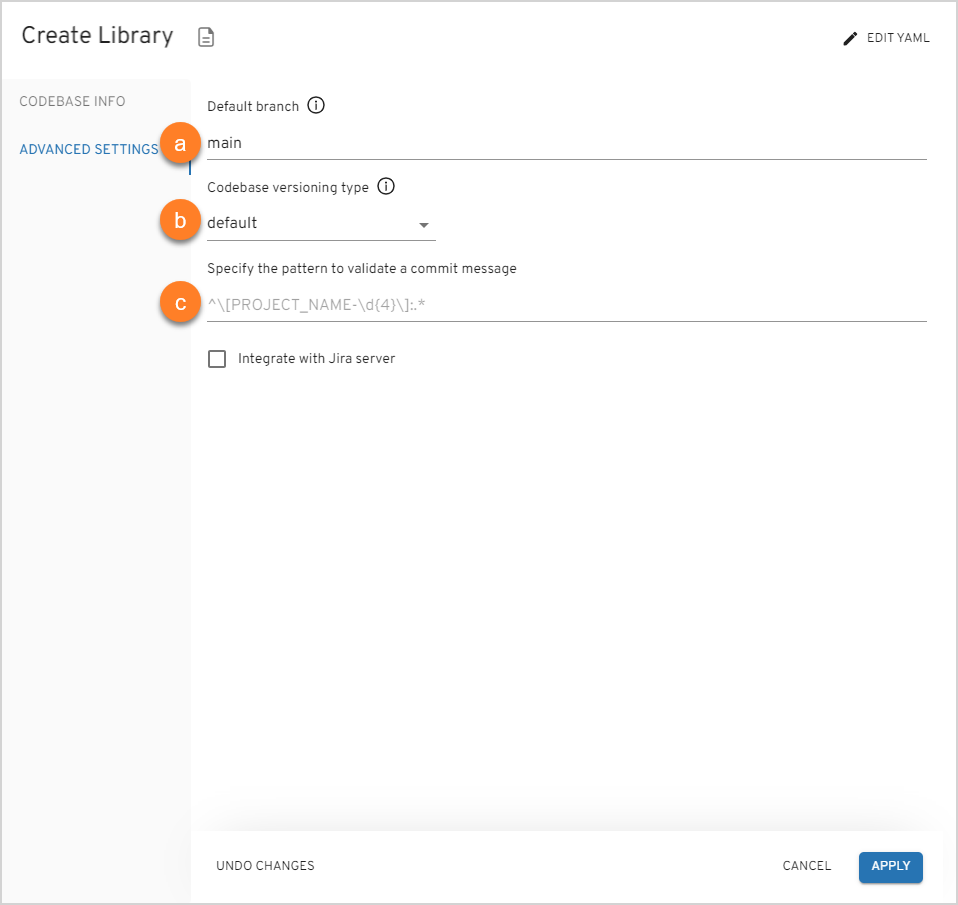 Create Library
EDIT YAML
CODEBASE INFO
ADVANCED SETTINGS
Default branch
a
main
Codebase versioning type
b
default
Specify the pattern to validate a commit message
c
^\[PROJECT_NAME-\d{4}\]:.*
Integrate with Jira server
UNDO CHANGES
CANCEL
APPLY